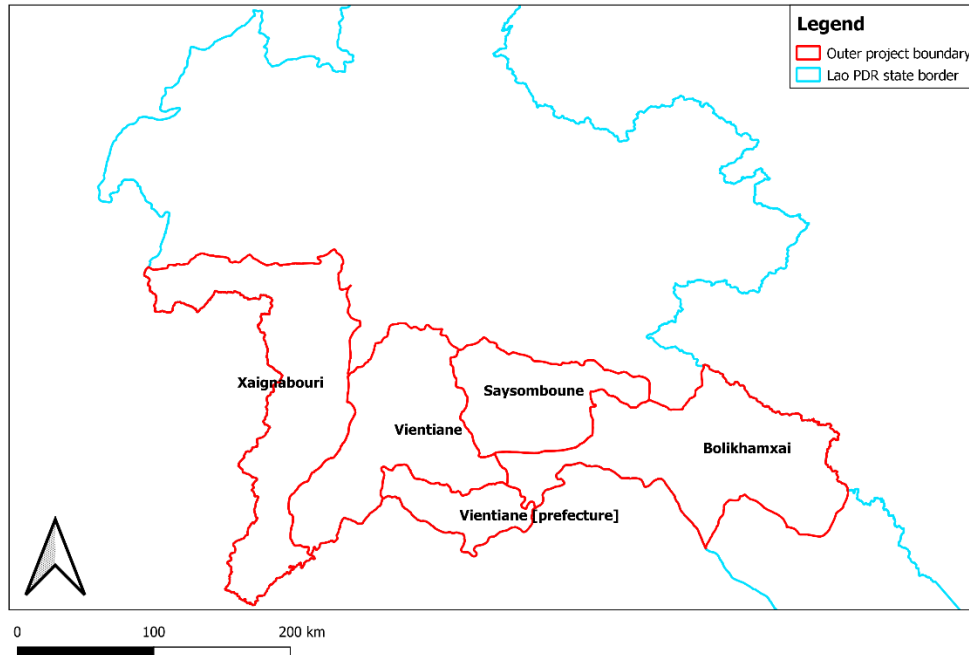 Legend
Outer project boundary
Lao PDR state border
Xaignabouri
Saysomboune
Vientiane
Bolikhamxai
Vientiane [prefecture]
0 100 200 km